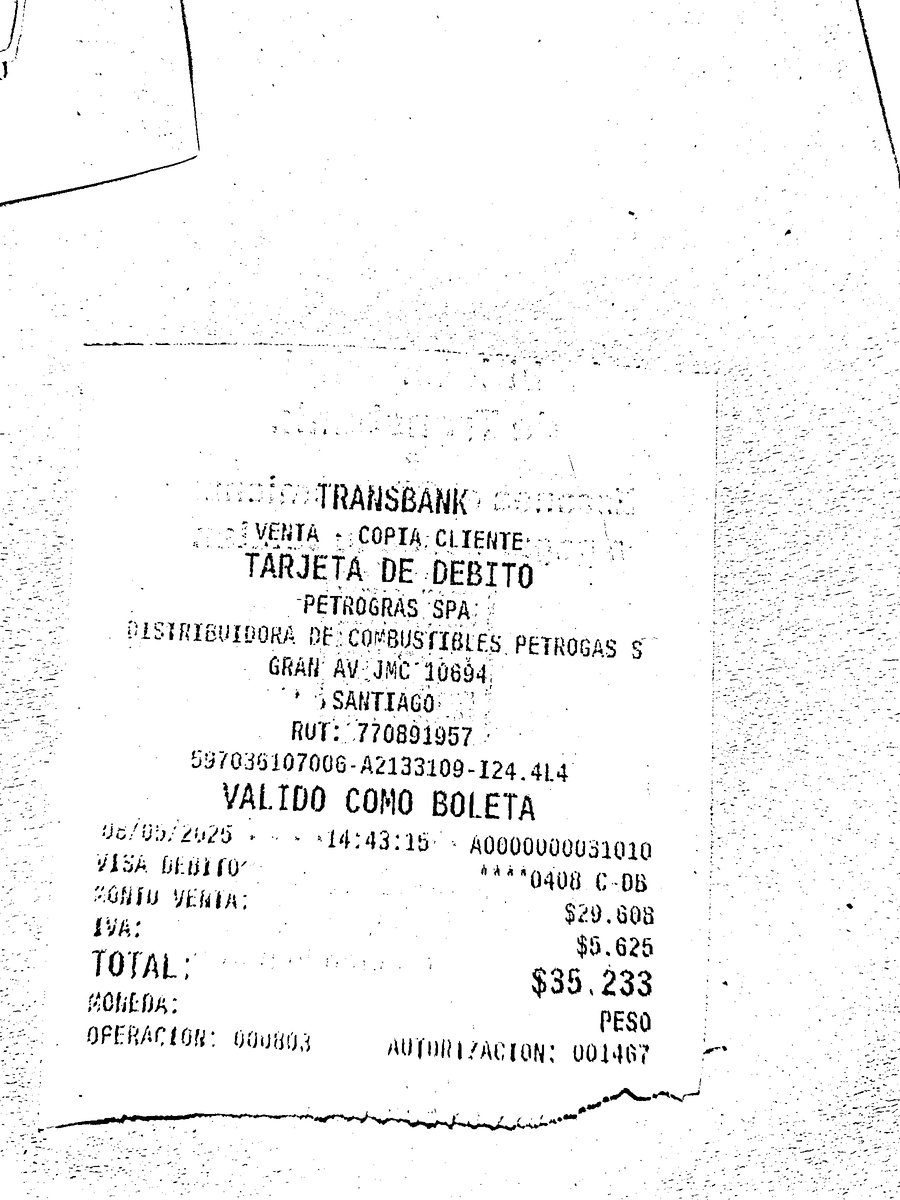 TRANSBANK
VENTA - COPIA CLIENTE
TARJETA DE DEBITO
PETROGRAS SPA
DISTRIBUIDORA DE COMBUSTIBLES PETROGAS S
GRAN AV JMC 10694
SANTIAGO
RUT: 770891957
597036107006-A2133109-I24.4L4
VALIDO COMO BOLETA
08/05/2025 14:43:15 A0000000031010
VISA DEBITO ****0408 C-DB
MONTO VENTA: $29.608
IVA: $5.625
TOTAL: $35.233
MONEDA: PESO
OPERACION: 000803 AUTORIZACION: 001467